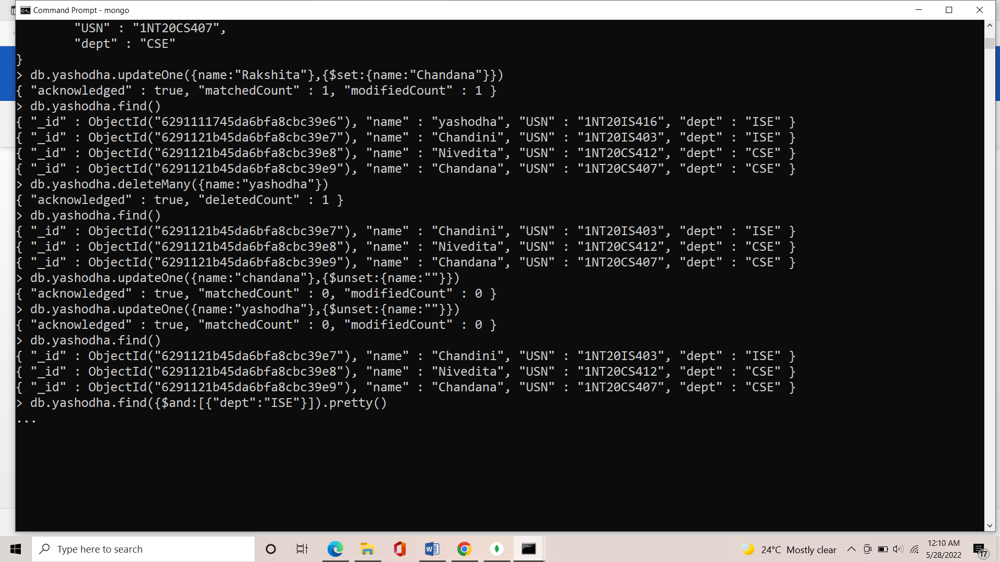 Command Prompt - mongo
"USN" : "1NT20CS407",
"dept" : "CSE"
}
> db.yashodha.updateOne({name:"Rakshita"},{$set:{name:"Chandana"}})
{ "acknowledged" : true, "matchedCount" : 1, "modifiedCount" : 1 }
> db.yashodha.find()
{ "_id" : ObjectId("6291111745da6bfa8cbc39e6"), "name" : "yashodha", "USN" : "1NT20IS416", "dept" : "ISE" }
{ "_id" : ObjectId("6291121b45da6bfa8cbc39e7"), "name" : "Chandini", "USN" : "1NT20IS403", "dept" : "ISE" }
{ "_id" : ObjectId("6291121b45da6bfa8cbc39e8"), "name" : "Nivedita", "USN" : "1NT20CS412", "dept" : "CSE" }
{ "_id" : ObjectId("6291121b45da6bfa8cbc39e9"), "name" : "Chandana", "USN" : "1NT20CS407", "dept" : "CSE" }
> db.yashodha.deleteMany({name:"yashodha"})
{ "acknowledged" : true, "deletedCount" : 1 }
> db.yashodha.find()
{ "_id" : ObjectId("6291121b45da6bfa8cbc39e7"), "name" : "Chandini", "USN" : "1NT20IS403", "dept" : "ISE" }
{ "_id" : ObjectId("6291121b45da6bfa8cbc39e8"), "name" : "Nivedita", "USN" : "1NT20CS412", "dept" : "CSE" }
{ "_id" : ObjectId("6291121b45da6bfa8cbc39e9"), "name" : "Chandana", "USN" : "1NT20CS407", "dept" : "CSE" }
> db.yashodha.updateOne({name:"chandana"},{$unset:{name:""}})
{ "acknowledged" : true, "matchedCount" : 0, "modifiedCount" : 0 }
> db.yashodha.updateOne({name:"yashodha"},{$unset:{name:""}})
{ "acknowledged" : true, "matchedCount" : 0, "modifiedCount" : 0 }
> db.yashodha.find()
{ "_id" : ObjectId("6291121b45da6bfa8cbc39e7"), "name" : "Chandini", "USN" : "1NT20IS403", "dept" : "ISE" }
{ "_id" : ObjectId("6291121b45da6bfa8cbc39e8"), "name" : "Nivedita", "USN" : "1NT20CS412", "dept" : "CSE" }
{ "_id" : ObjectId("6291121b45da6bfa8cbc39e9"), "name" : "Chandana", "USN" : "1NT20CS407", "dept" : "CSE" }
> db.yashodha.find({$and:[{"dept":"ISE"}]).pretty()
...
Type here to search
24°C Mostly clear
12:10 AM
5/28/2022
17